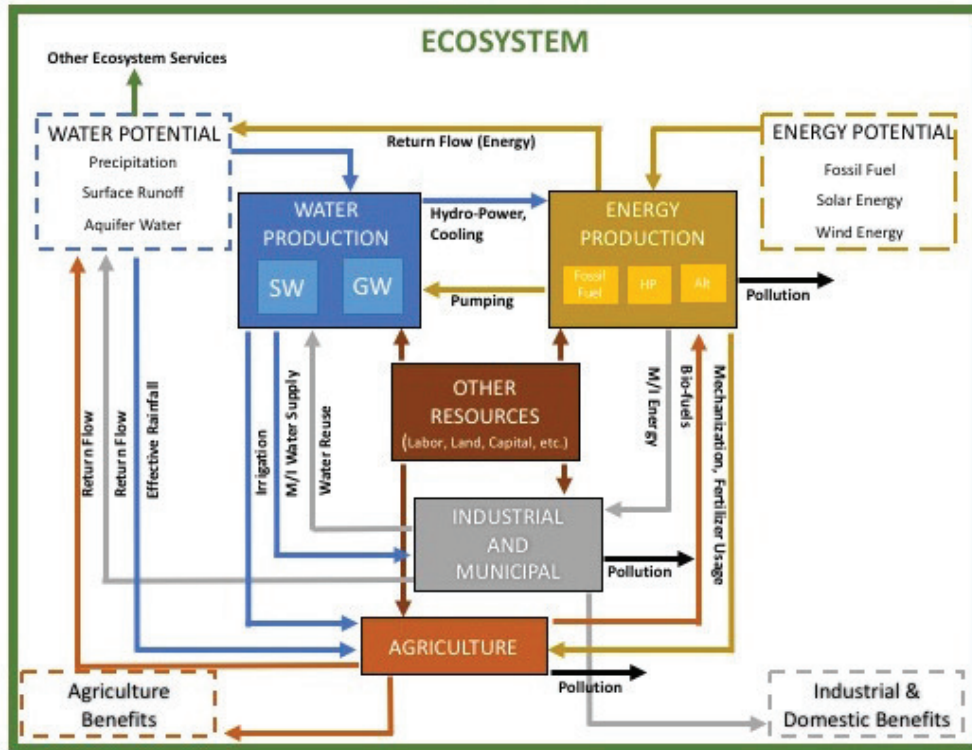 ECOSYSTEM
Other Ecosystem Services
WATER POTENTIAL
Precipitation
Surface Runoff
Aquifer Water
Return Flow (Energy)
ENERGY POTENTIAL
Fossil Fuel
Solar Energy
Wind Energy
WATER
PRODUCTION
SW
GW
Hydro-Power,
Cooling
Pumping
ENERGY
PRODUCTION
Fossil
Fuel
HP
Alt
Pollution
OTHER
RESOURCES
(Labor, Land, Capital, etc.)
Return Flow
Return Flow
Effective Rainfall
Irrigation
M/I Water Supply
Water Reuse
M/I Energy
Bio-fuels
Mechanization, Fertilizer Usage
INDUSTRIAL
AND
MUNICIPAL
Pollution
AGRICULTURE
Pollution
Agriculture
Benefits
Industrial &
Domestic Benefits